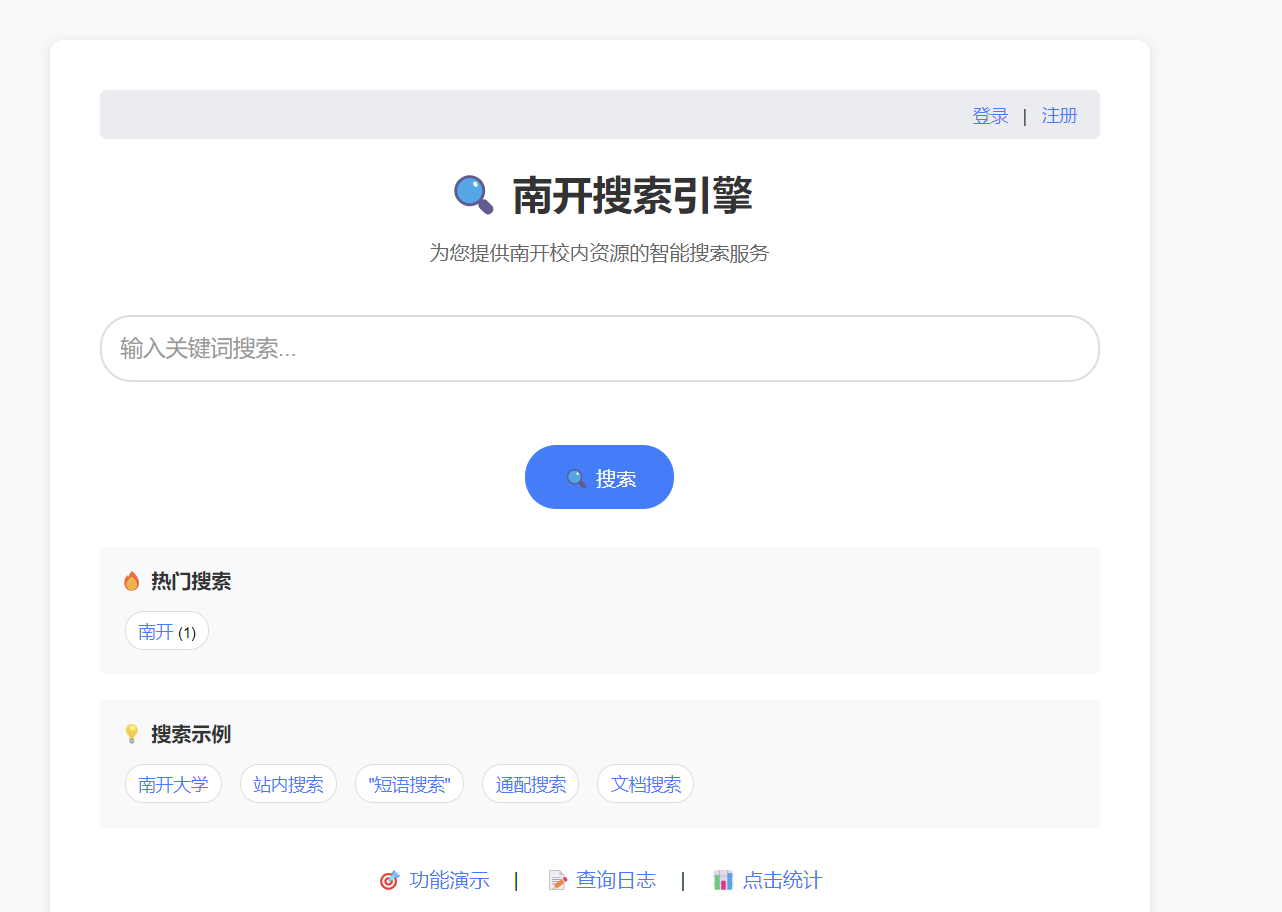 登录 | 注册
南开搜索引擎
为您提供南开校内资源的智能搜索服务
输入关键词搜索...
搜索
热门搜索
南开 (1)
搜索示例
南开大学 站内搜索 "短语搜索" 通配搜索 文档搜索
功能演示 | 查询日志 | 点击统计